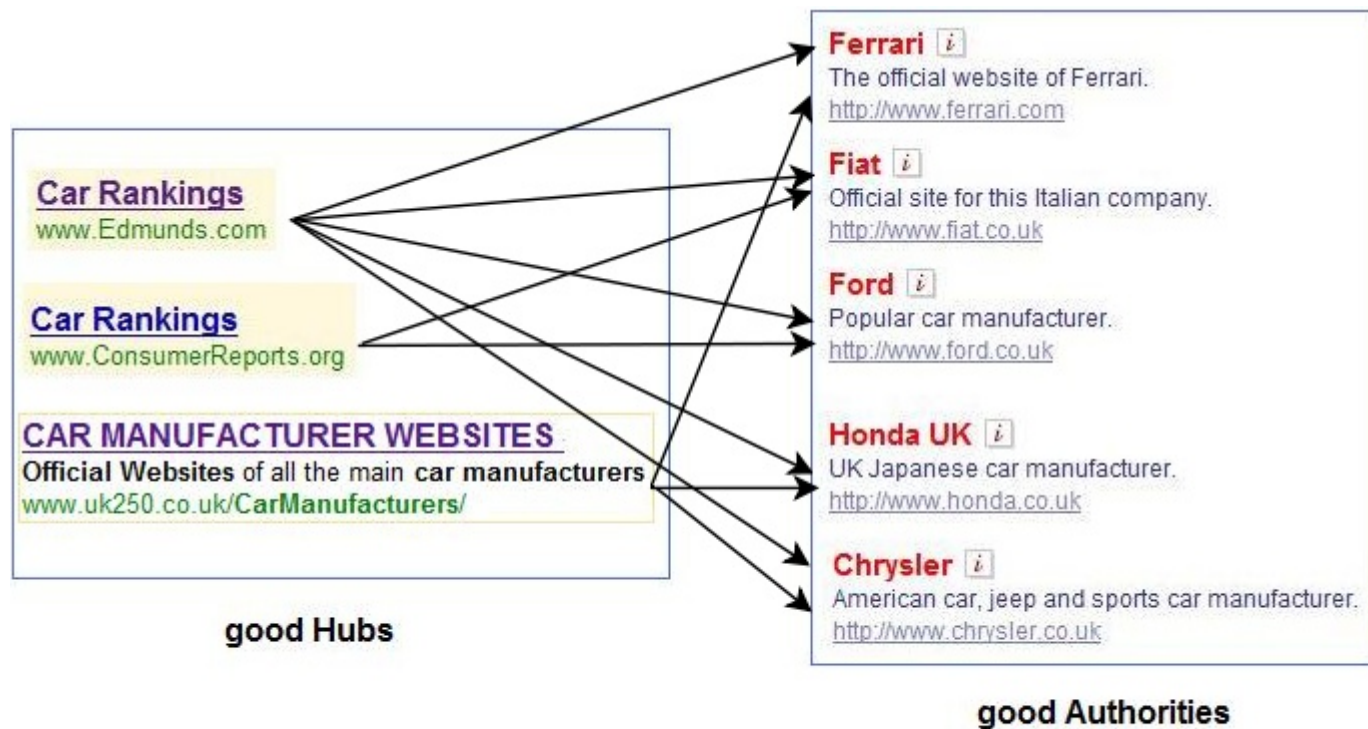 Car Rankings
www.Edmunds.com
Car Rankings
www.ConsumerReports.org
CAR MANUFACTURER WEBSITES
Official Websites of all the main car manufacturers
www.uk250.co.uk/CarManufacturers/
good Hubs
Ferrari i
The official website of Ferrari.
http://www.ferrari.com
Fiat i
Official site for this Italian company.
http://www.fiat.co.uk
Ford i
Popular car manufacturer.
http://www.ford.co.uk
Honda UK i
UK Japanese car manufacturer.
http://www.honda.co.uk
Chrysler i
American car, jeep and sports car manufacturer.
http://www.chrysler.co.uk
good Authorities